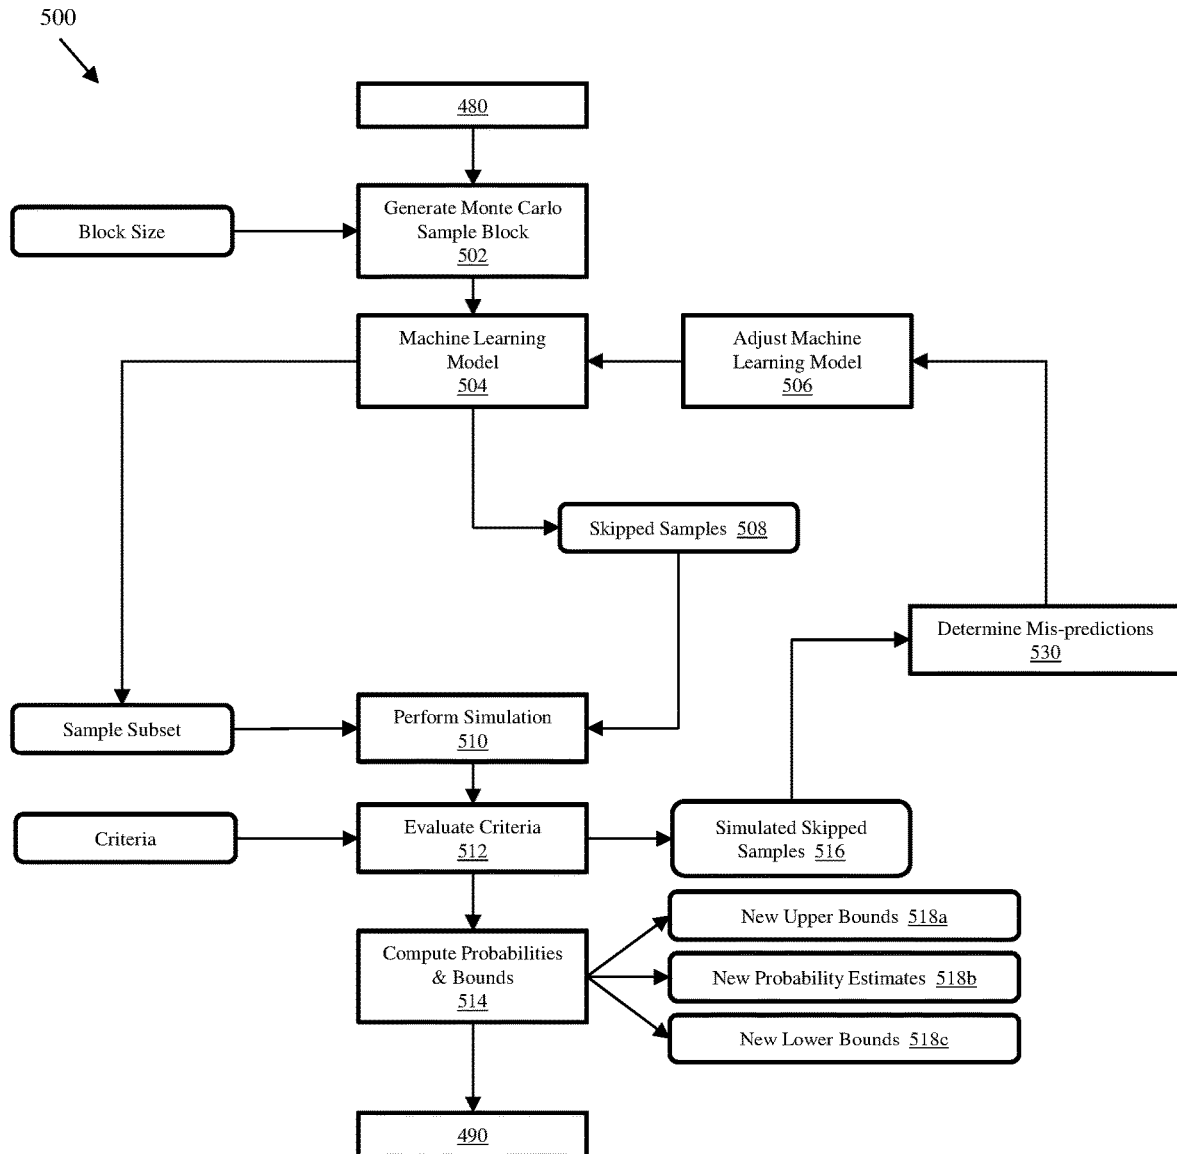 500
480
Generate Monte Carlo
Sample Block
502
Block Size
Machine Learning
Model
504
Adjust Machine
Learning Model
506
Skipped Samples 508
Determine Mis-predictions
530
Sample Subset
Perform Simulation
510
Criteria
Evaluate Criteria
512
Simulated Skipped
Samples 516
Compute Probabilities
& Bounds
514
New Upper Bounds 518a
New Probability Estimates 518b
New Lower Bounds 518c
490